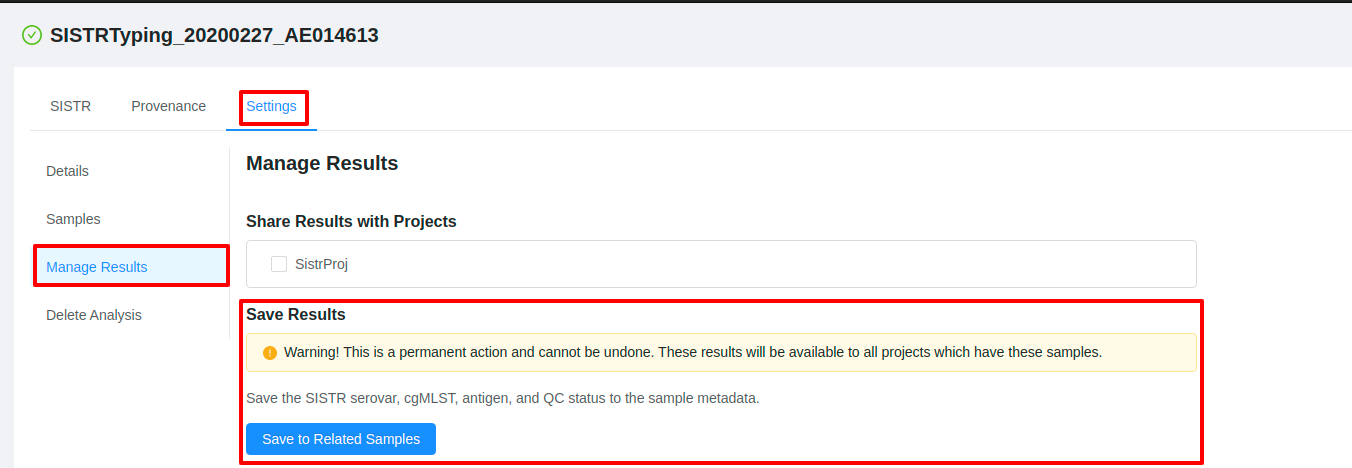 SISTRTyping_20200227_AE014613
SISTR Provenance Settings
Details
Samples
Manage Results
Delete Analysis
Manage Results
Share Results with Projects
SistrProj
Save Results
Warning! This is a permanent action and cannot be undone. These results will be available to all projects which have these samples.
Save the SISTR serovar, cgMLST, antigen, and QC status to the sample metadata.
Save to Related Samples